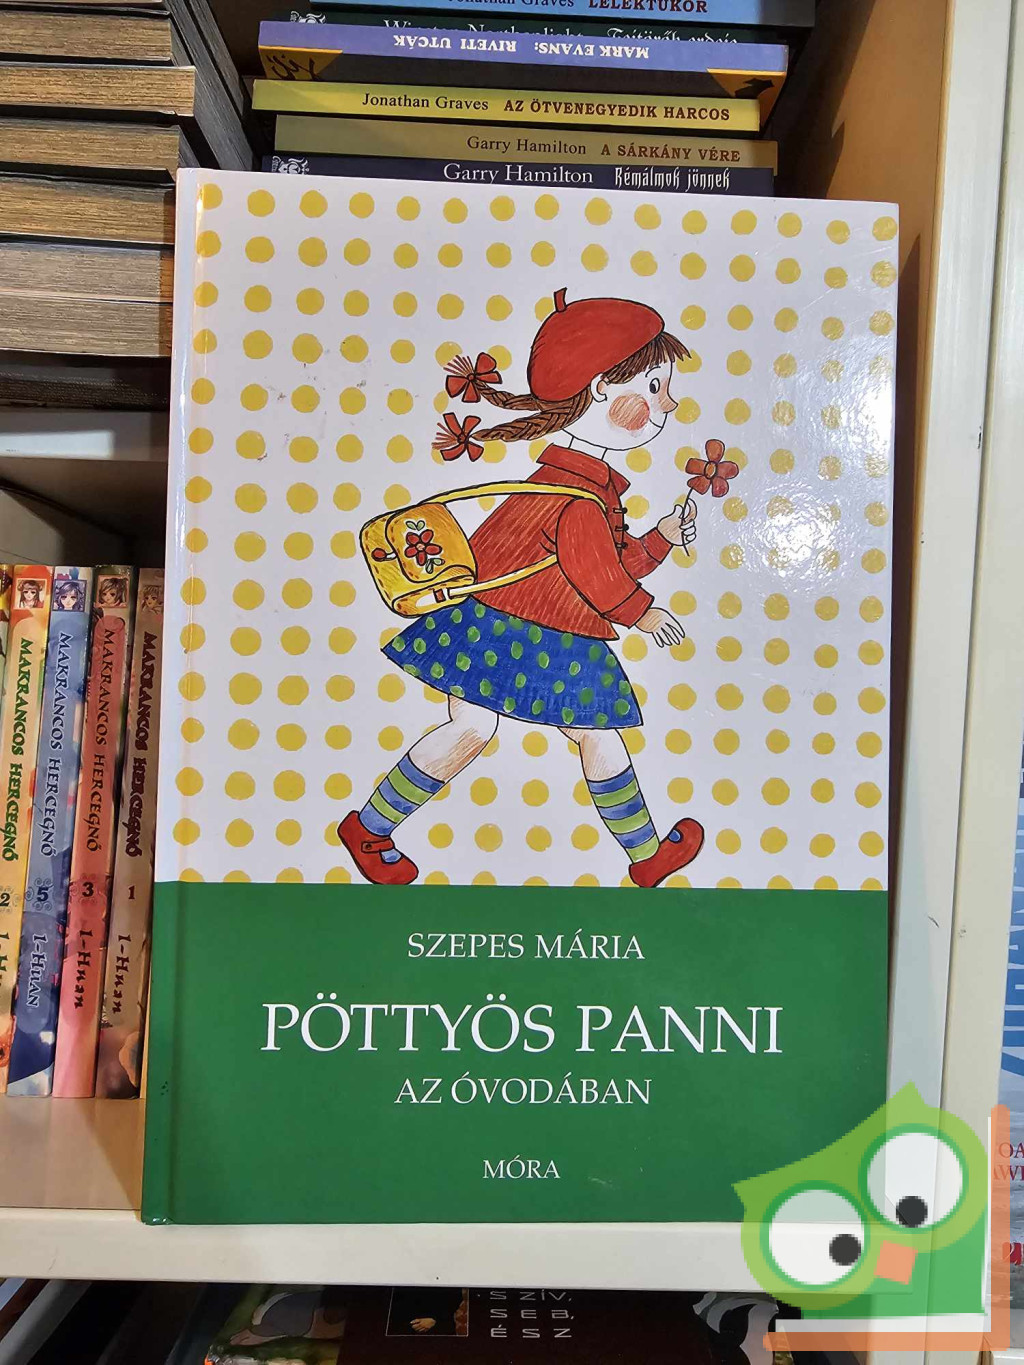 Jonathan Graves LÉLEKTÜKÖR
MARK EVANS: RIVETI UTCÁK
Jonathan Graves AZ ÖTVENEGYEDIK HARCOS
Garry Hamilton A SÁRKÁNY VÉRE
Garry Hamilton Rémálmok jönnek
MAKRANCOS HERCEGNŐ 2
MAKRANCOS HERCEGNŐ 5 I-HUAN
MAKRANCOS HERCEGNŐ 3 I-Huan
MAKRANCOS HERCEGNŐ 1 I-Huan
SZEPES MÁRIA
PÖTTYÖS PANNI
AZ ÓVODÁBAN
MÓRA
SZÍV,
SEB,
ÉSZ